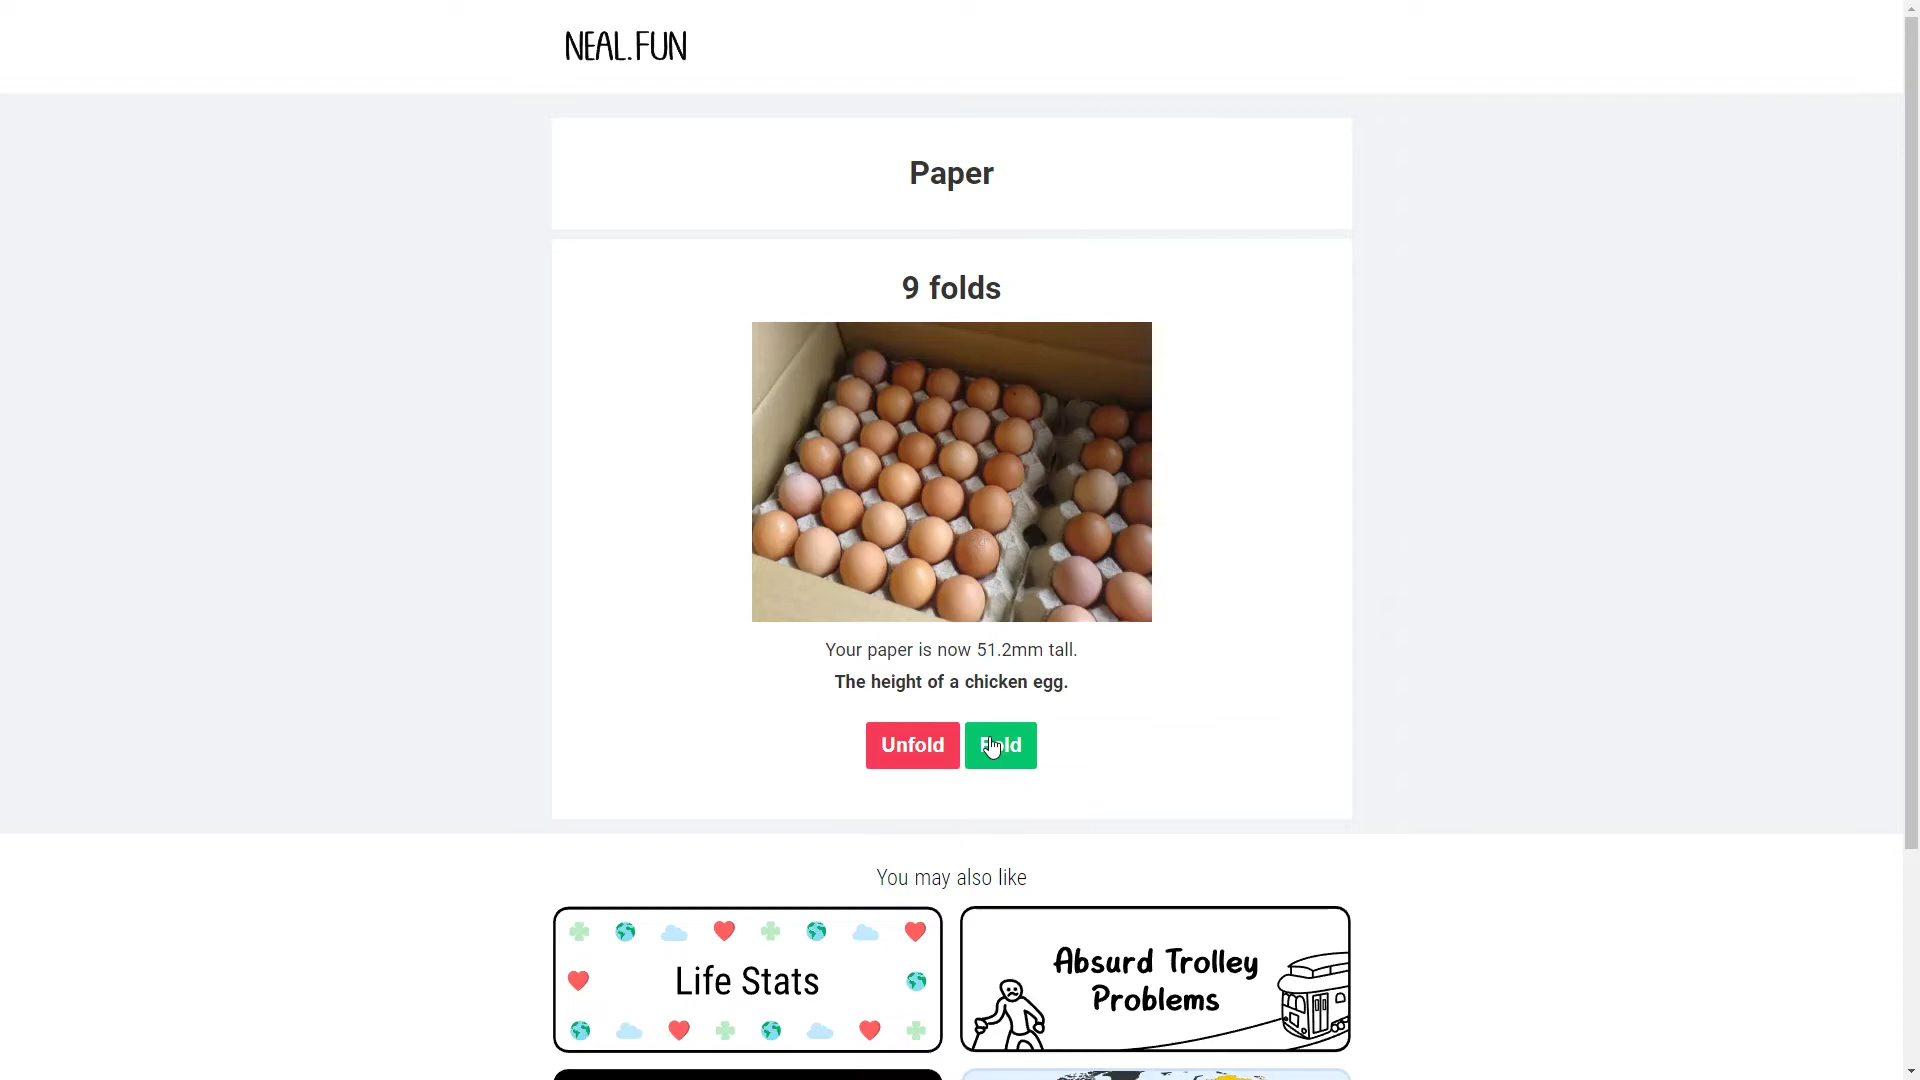 NEAL.FUN
Paper
9 folds
Your paper is now 51.2mm tall.
The height of a chicken egg.
Unfold
Fold
You may also like
Life Stats
Absurd Trolley
Problems